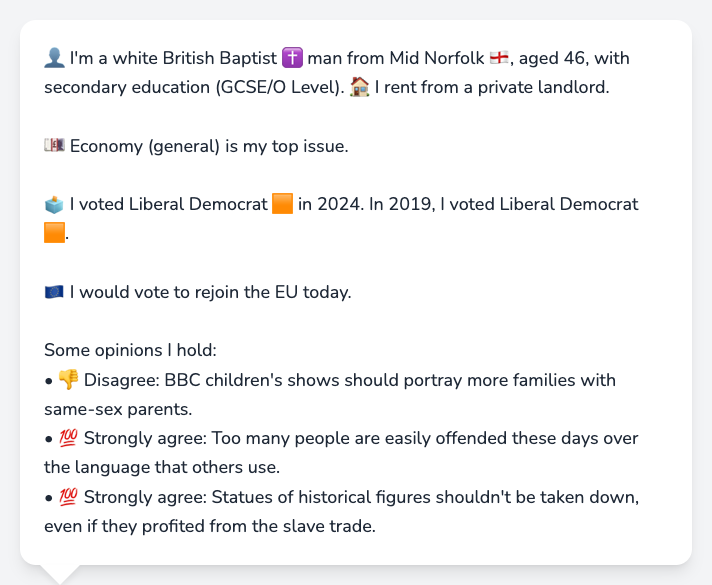 👤 I'm a white British Baptist ✝️ man from Mid Norfolk 🏴󠁧󠁢󠁥󠁮󠁧󠁿, aged 46, with
secondary education (GCSE/O Level). 🏠 I rent from a private landlord.
💷 Economy (general) is my top issue.
🗳️ I voted Liberal Democrat 🟧 in 2024. In 2019, I voted Liberal Democrat
🟧.
🇪🇺 I would vote to rejoin the EU today.
Some opinions I hold:
• 👎 Disagree: BBC children's shows should portray more families with
same-sex parents.
• 💯 Strongly agree: Too many people are easily offended these days over
the language that others use.
• 💯 Strongly agree: Statues of historical figures shouldn't be taken down,
even if they profited from the slave trade.